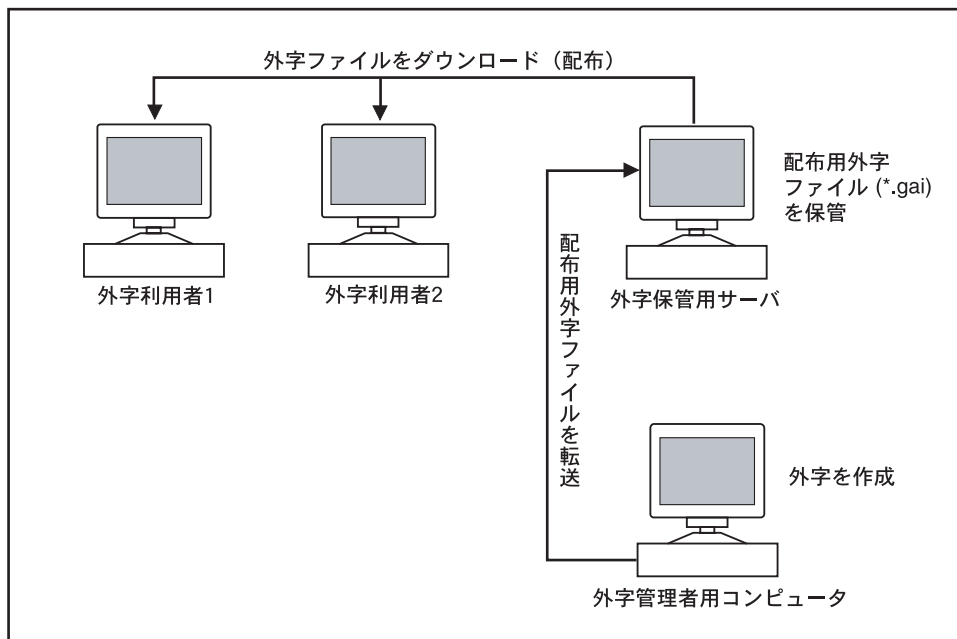 外字ファイルをダウンロード（配布）
配布用外字
ファイル (*.gai)
を保管
外字利用者1
外字利用者2
外字保管用サーバ
配布用外字ファイルを転送
外字を作成
外字管理者用コンピュータ